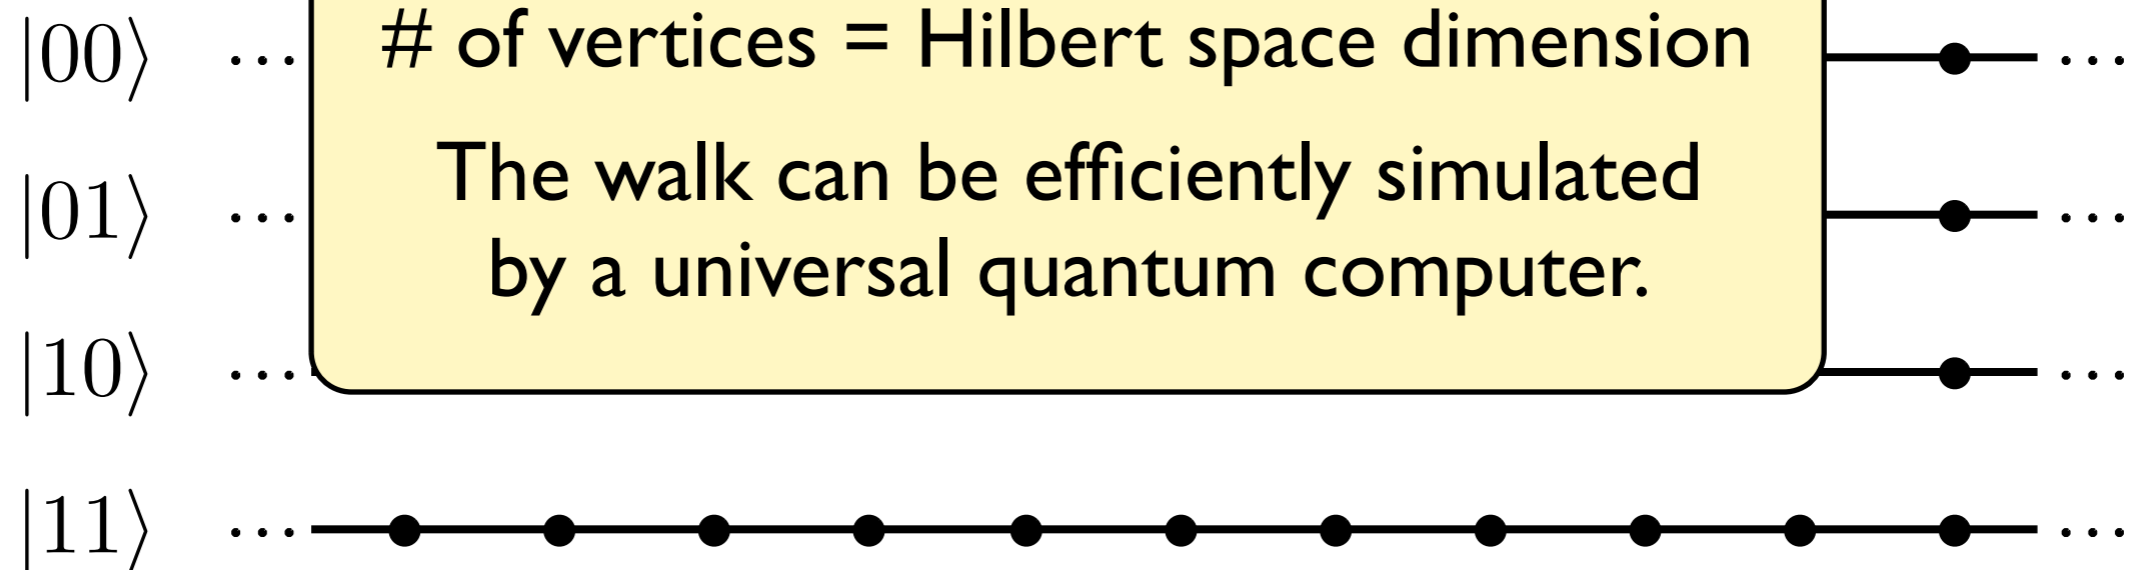 |00⟩ ··· # of vertices = Hilbert space dimension ···
The walk can be efficiently simulated
|01⟩ ··· ···
by a universal quantum computer.
|10⟩ ··· ···
|11⟩ ··· ···